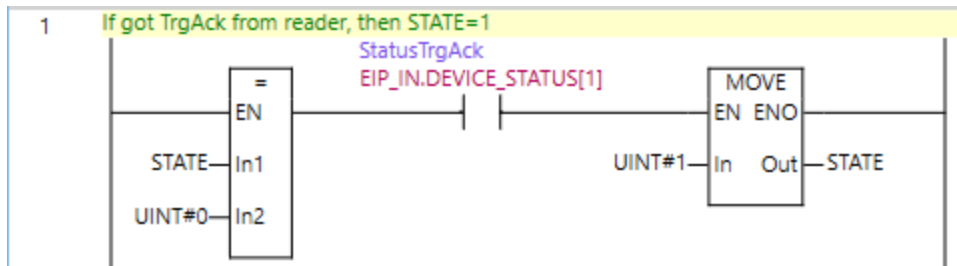 1 If got TrgAck from reader, then STATE=1
StatusTrgAck
= EIP_IN.DEVICE_STATUS[1] MOVE
EN EN ENO
STATE In1 UINT#1 In Out STATE
UINT#0 In2